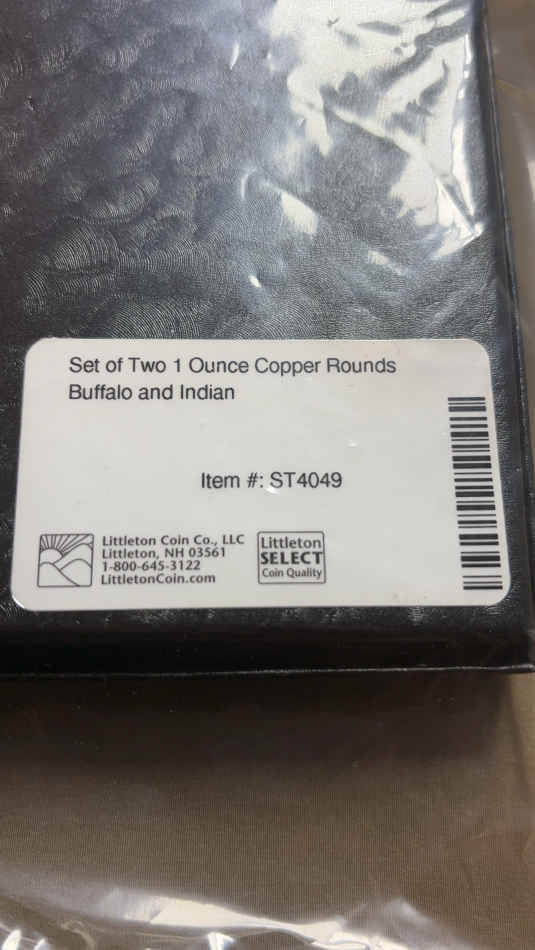 Set of Two 1 Ounce Copper Rounds
Buffalo and Indian
Item #: ST4049
Littleton Coin Co., LLC
Littleton, NH 03561
1-800-645-3122
LittletonCoin.com
Littleton
SELECT
Coin Quality